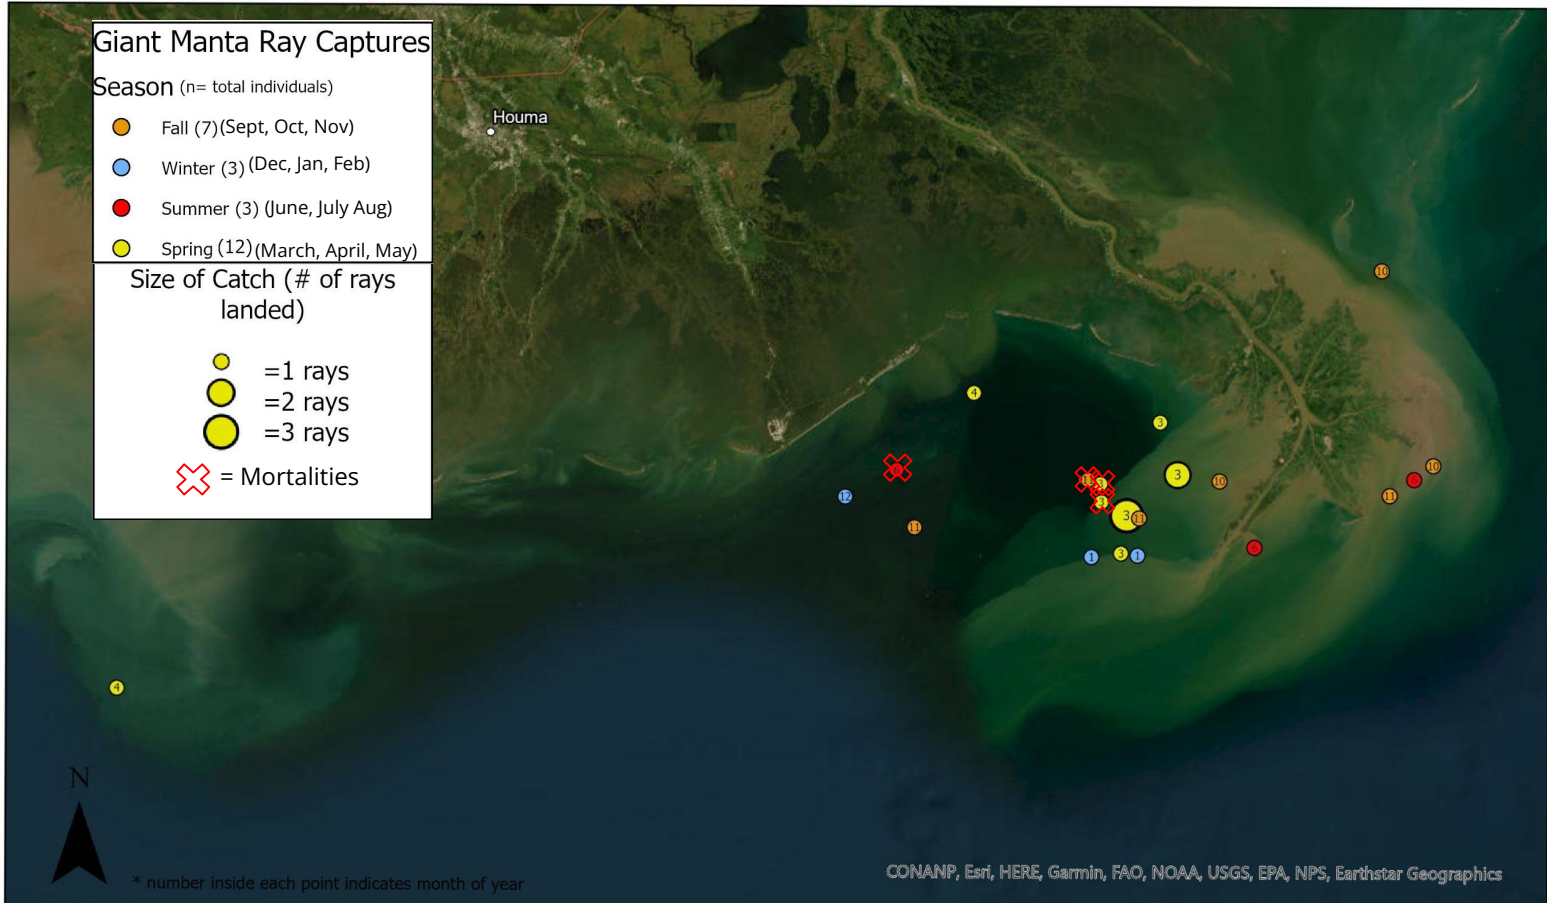 Giant Manta Ray Captures
Season (n= total individuals)
Fall (7)(Sept, Oct, Nov)
Winter (3) (Dec, Jan, Feb)
Summer (3) (June, July Aug)
Spring (12) (March, April, May)
Size of Catch (# of rays
landed)
=1 rays
=2 rays
=3 rays
= Mortalities
Houma
10
4
3
3
10
10
11
12
11
11
3
3
3
11
6
1
3
1
4
N
* number inside each point indicates month of year
CONANP, Esri, HERE, Garmin, FAO, NOAA, USGS, EPA, NPS, Earthstar Geographics